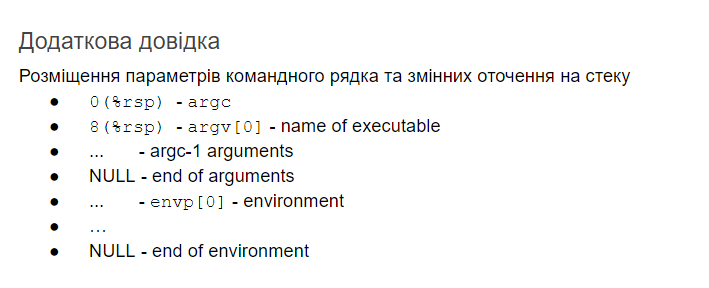 Додаткова довідка
Розміщення параметрів командного рядка та змінних оточення на стеку
● 0(%rsp) - argc
● 8(%rsp) - argv[0] - name of executable
● ... - argc-1 arguments
● NULL - end of arguments
● ... - envp[0] - environment
● ...
● NULL - end of environment